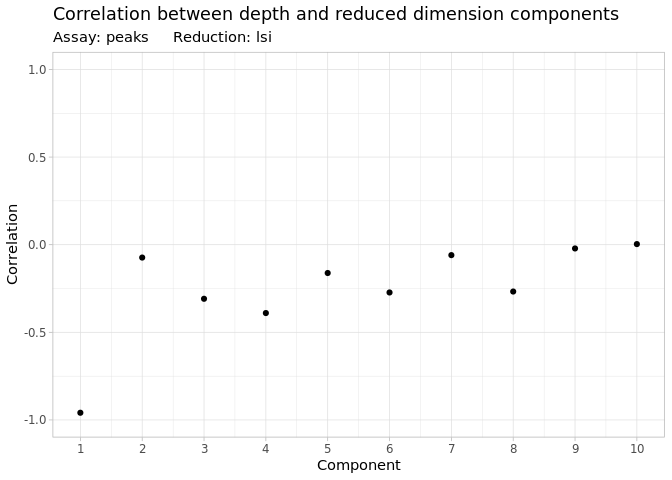 Correlation between depth and reduced dimension components
Assay: peaks Reduction: lsi
1.0
0.5
0.0
-0.5
-1.0
Correlation
1 2 3 4 5 6 7 8 9 10
Component